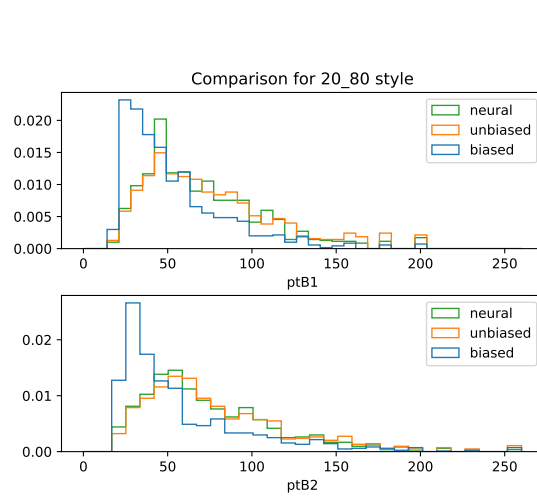 Comparison for 20_80 style
neural
unbiased
biased
0.020
0.015
0.010
0.005
0.000
0 50 100 150 200 250
ptB1
neural
unbiased
biased
0.02
0.01
0.00
0 50 100 150 200 250
ptB2